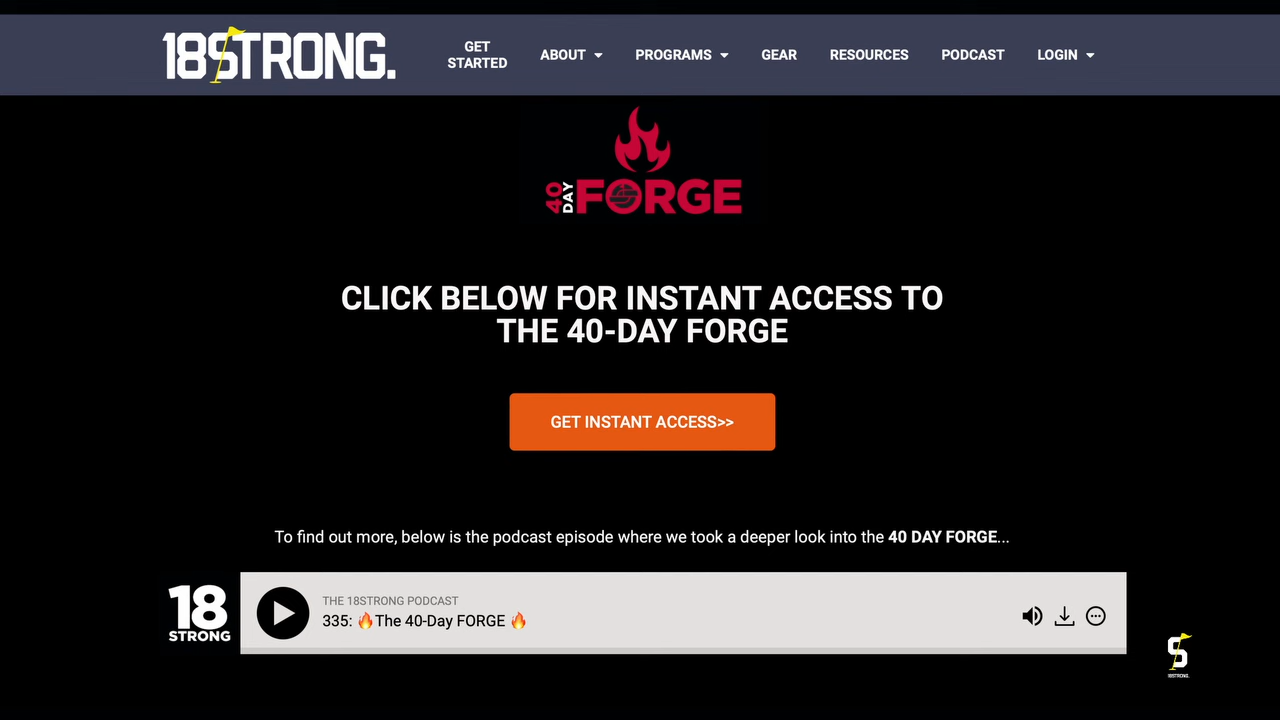 18STRONG.
GET
STARTED
ABOUT
PROGRAMS
GEAR
RESOURCES
PODCAST
LOGIN
40
DAY
FORGE
CLICK BELOW FOR INSTANT ACCESS TO
THE 40-DAY FORGE
GET INSTANT ACCESS>>
To find out more, below is the podcast episode where we took a deeper look into the 40 DAY FORGE...
18
STRONG
THE 18STRONG PODCAST
335: 🔥The 40-Day FORGE 🔥
S
18STRONG.